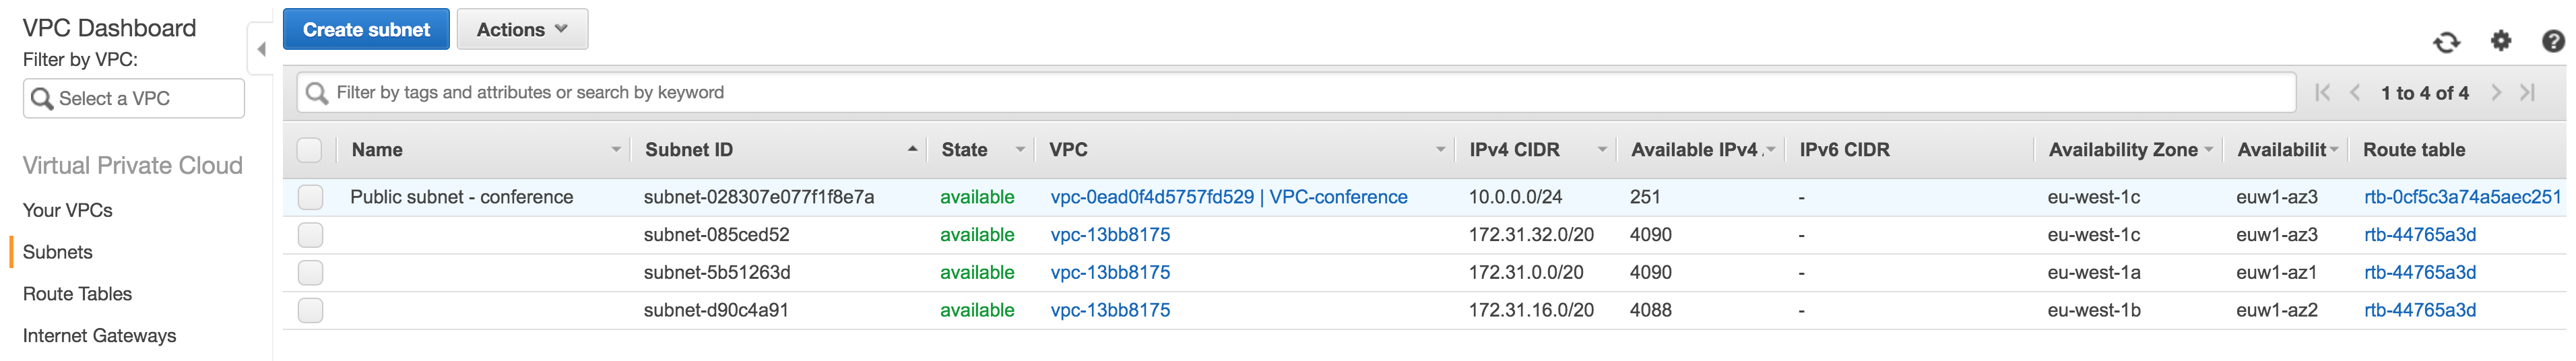 VPC Dashboard
Filter by VPC:
Select a VPC
Virtual Private Cloud
Your VPCs
Subnets
Route Tables
Internet Gateways
Create subnet Actions
Filter by tags and attributes or search by keyword 1 to 4 of 4
Name Subnet ID State VPC IPv4 CIDR Available IPv4 IPv6 CIDR Availability Zone Availabilit Route table
Public subnet - conference subnet-028307e077f1f8e7a available vpc-0ead0f4d5757fd529 | VPC-conference 10.0.0.0/24 251 - eu-west-1c euw1-az3 rtb-0cf5c3a74a5aec251
subnet-085ced52 available vpc-13bb8175 172.31.32.0/20 4090 - eu-west-1c euw1-az3 rtb-44765a3d
subnet-5b51263d available vpc-13bb8175 172.31.0.0/20 4090 - eu-west-1a euw1-az1 rtb-44765a3d
subnet-d90c4a91 available vpc-13bb8175 172.31.16.0/20 4088 - eu-west-1b euw1-az2 rtb-44765a3d